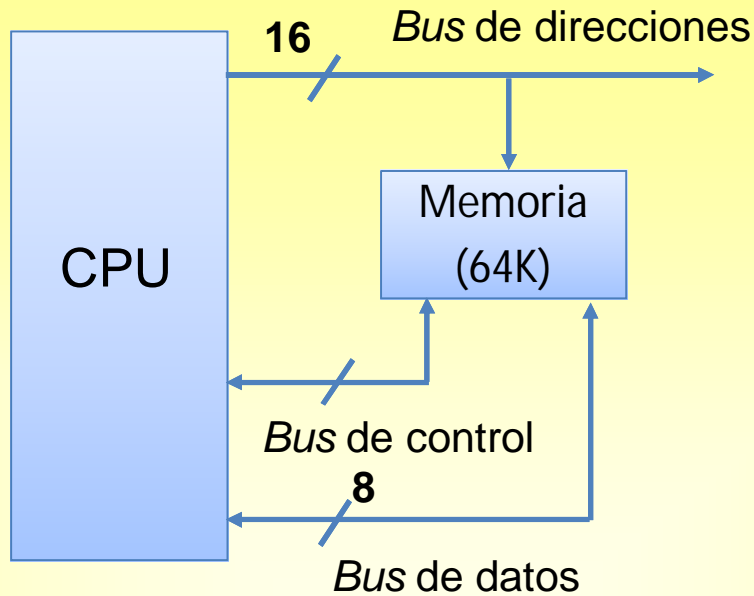 16
Bus de direcciones
CPU
Memoria
(64K)
Bus de control
8
Bus de datos